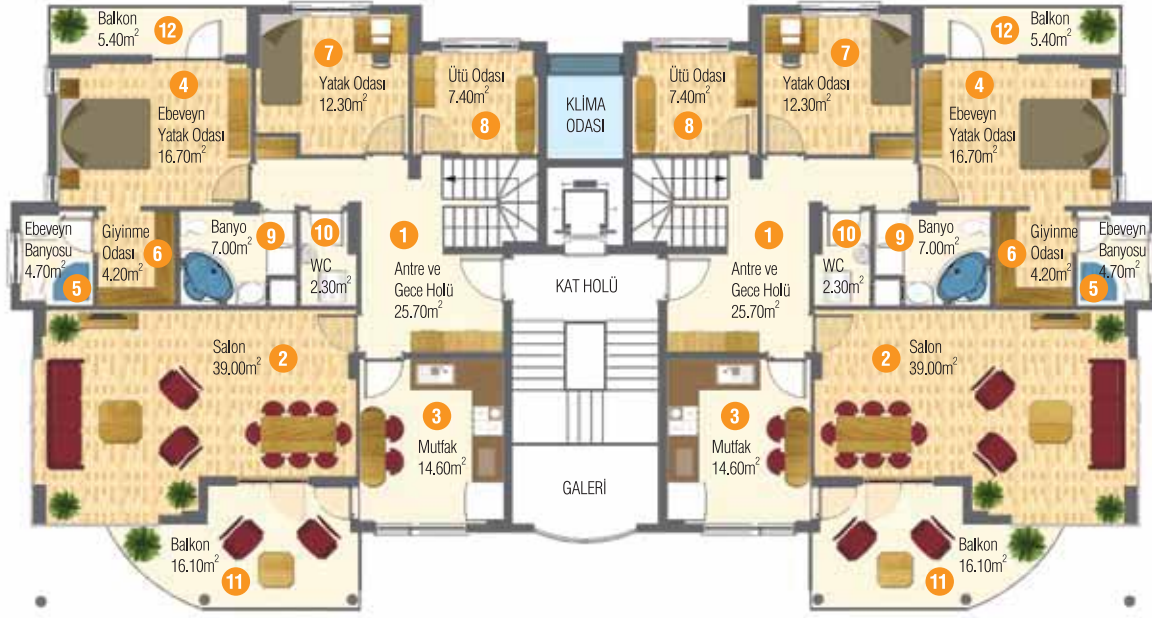 Balkon
5.40m²
12
4
Ebeveyn
Yatak Odası
16.70m²
7
Yatak Odası
12.30m²
Ütü Odası
7.40m²
8
KLİMA
ODASI
Ütü Odası
7.40m²
8
7
Yatak Odası
12.30m²
12
Balkon
5.40m²
4
Ebeveyn
Yatak Odası
16.70m²
Ebeveyn
Banyosu
4.70m²
5
Giyinme
Odası
4.20m²
6
Banyo
7.00m²
9
10
WC
2.30m²
1
Antre ve
Gece Holü
25.70m²
KAT HOLÜ
1
Antre ve
Gece Holü
25.70m²
10
WC
2.30m²
9
Banyo
7.00m²
6
Giyinme
Odası
4.20m²
Ebeveyn
Banyosu
4.70m²
5
Salon
39.00m²
2
3
Mutfak
14.60m²
GALERİ
3
Mutfak
14.60m²
2
Salon
39.00m²
Balkon
16.10m²
11
Balkon
16.10m²
11